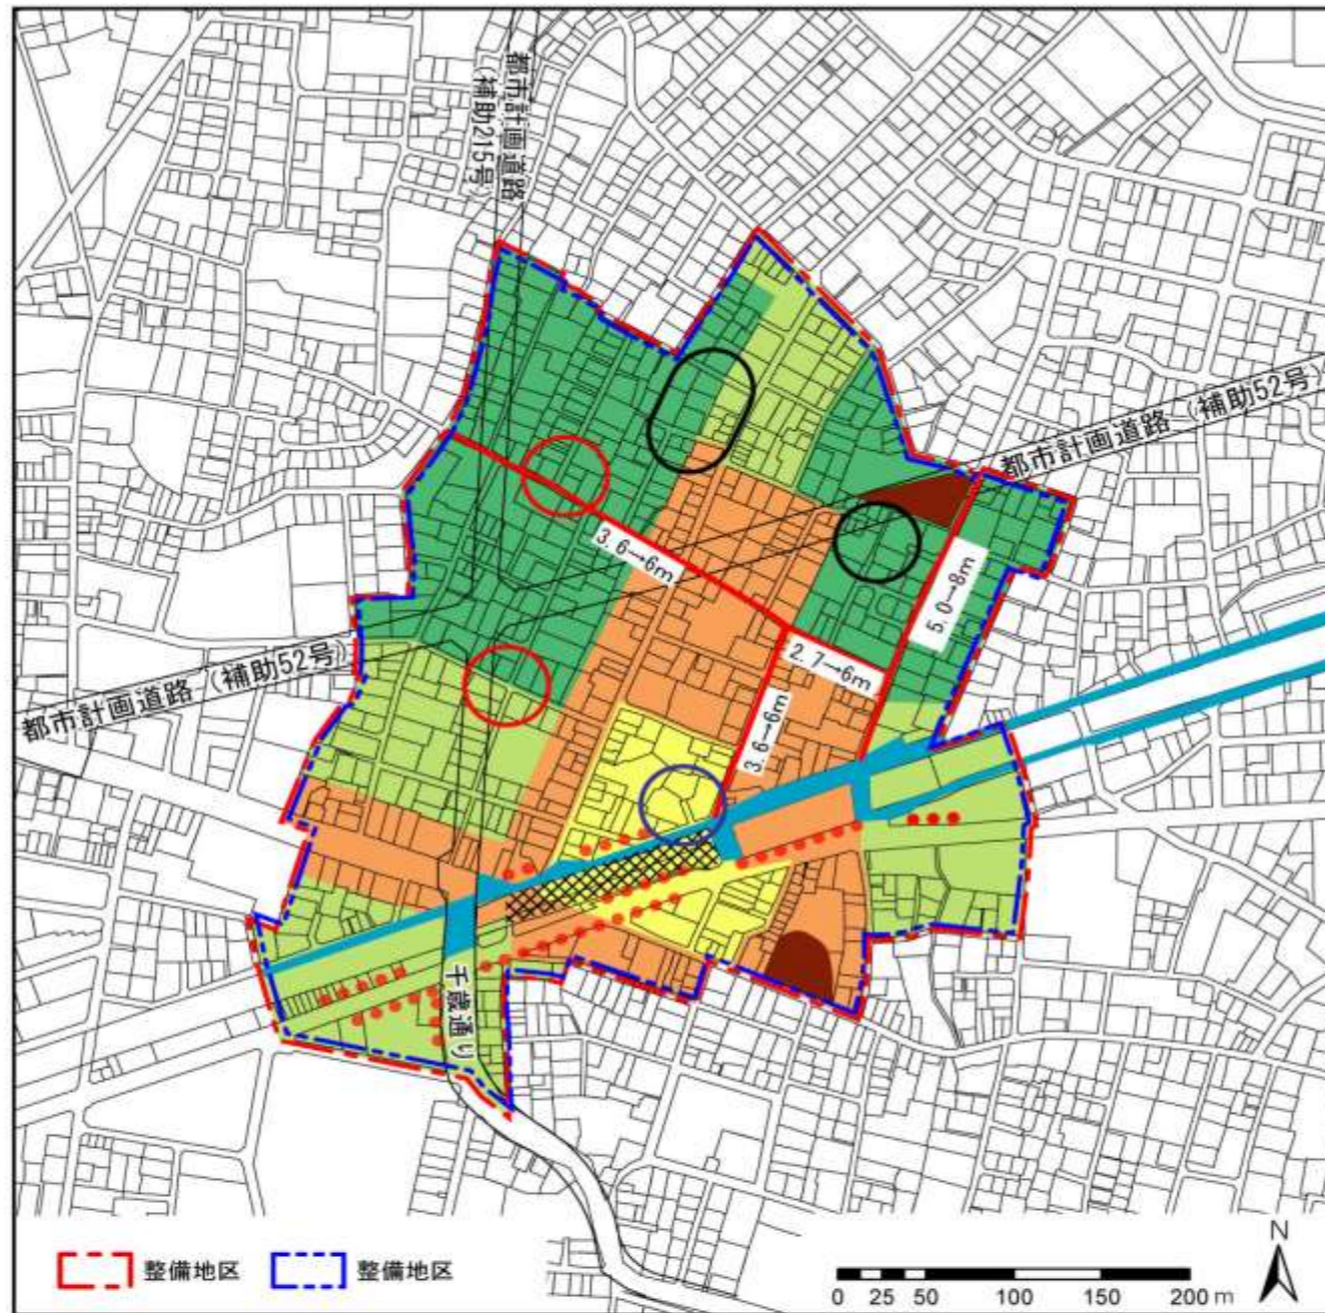 都市計画道路
(補助215号)
都市計画道路（補助52号）
3.6→6m
5.0→8m
2.7→6m
3.6→6m
都市計画道路（補助52号）
千歳通り
整備地区
整備地区
N
0 25 50 100 150 200 m